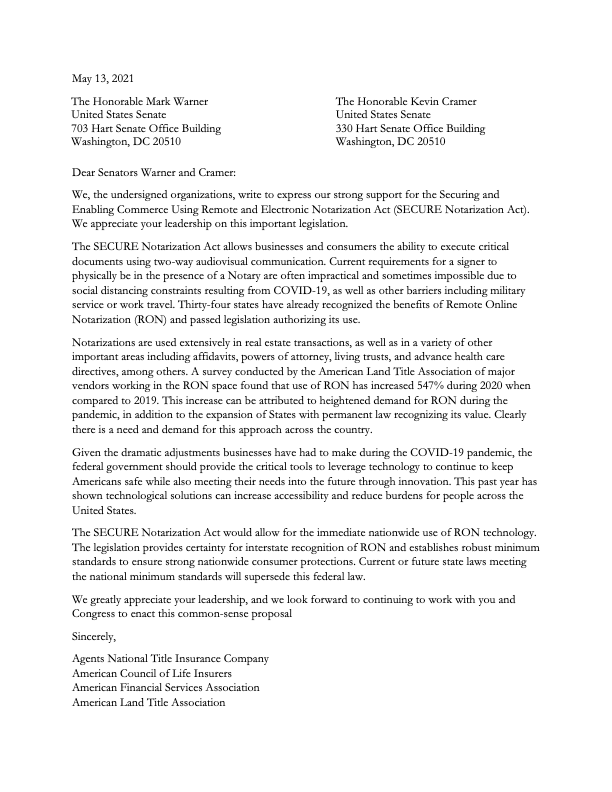 May 13, 2021
The Honorable Mark Warner
United States Senate
703 Hart Senate Office Building
Washington, DC 20510
The Honorable Kevin Cramer
United States Senate
330 Hart Senate Office Building
Washington, DC 20510
Dear Senators Warner and Cramer:
We, the undersigned organizations, write to express our strong support for the Securing and
Enabling Commerce Using Remote and Electronic Notarization Act (SECURE Notarization Act).
We appreciate your leadership on this important legislation.
The SECURE Notarization Act allows businesses and consumers the ability to execute critical
documents using two-way audiovisual communication. Current requirements for a signer to
physically be in the presence of a Notary are often impractical and sometimes impossible due to
social distancing constraints resulting from COVID-19, as well as other barriers including military
service or work travel. Thirty-four states have already recognized the benefits of Remote Online
Notarization (RON) and passed legislation authorizing its use.
Notarizations are used extensively in real estate transactions, as well as in a variety of other
important areas including affidavits, powers of attorney, living trusts, and advance health care
directives, among others. A survey conducted by the American Land Title Association of major
vendors working in the RON space found that use of RON has increased 547% during 2020 when
compared to 2019. This increase can be attributed to heightened demand for RON during the
pandemic, in addition to the expansion of States with permanent law recognizing its value. Clearly
there is a need and demand for this approach across the country.
Given the dramatic adjustments businesses have had to make during the COVID-19 pandemic, the
federal government should provide the critical tools to leverage technology to continue to keep
Americans safe while also meeting their needs into the future through innovation. This past year has
shown technological solutions can increase accessibility and reduce burdens for people across the
United States.
The SECURE Notarization Act would allow for the immediate nationwide use of RON technology.
The legislation provides certainty for interstate recognition of RON and establishes robust minimum
standards to ensure strong nationwide consumer protections. Current or future state laws meeting
the national minimum standards will supersede this federal law.
We greatly appreciate your leadership, and we look forward to continuing to work with you and
Congress to enact this common-sense proposal
Sincerely,
Agents National Title Insurance Company
American Council of Life Insurers
American Financial Services Association
American Land Title Association